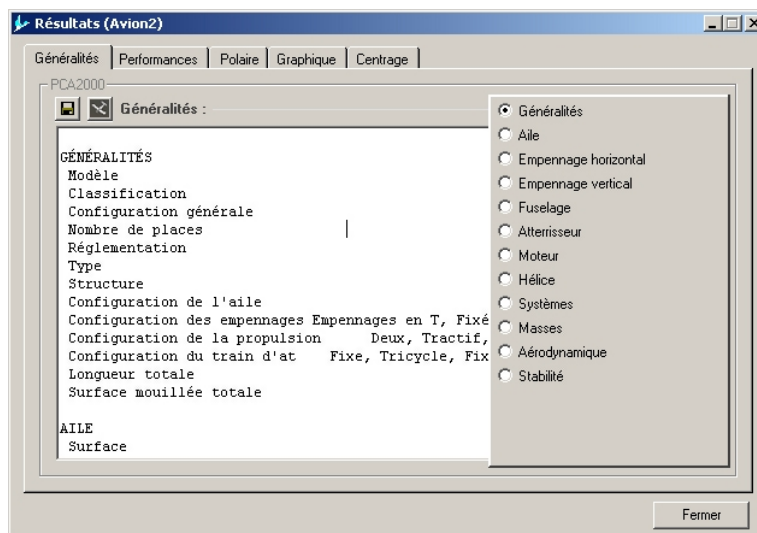 Résultats (Avion2)
Généralités Performances Polaire Graphique Centrage
PCA2000
Généralités :
GÉNÉRALITÉS
Modèle
Classification
Configuration générale
Nombre de places
Réglementation
Type
Structure
Configuration de l'aile
Configuration des empennages Empennages en T, Fixé
Configuration de la propulsion Deux, Tractif,
Configuration du train d'at Fixe, Tricycle, Fix
Longueur totale
Surface mouillée totale
AILE
Surface
Généralités
Aile
Empennage horizontal
Empennage vertical
Fuselage
Atterrisseur
Moteur
Hélice
Systèmes
Masses
Aérodynamique
Stabilité
Fermer